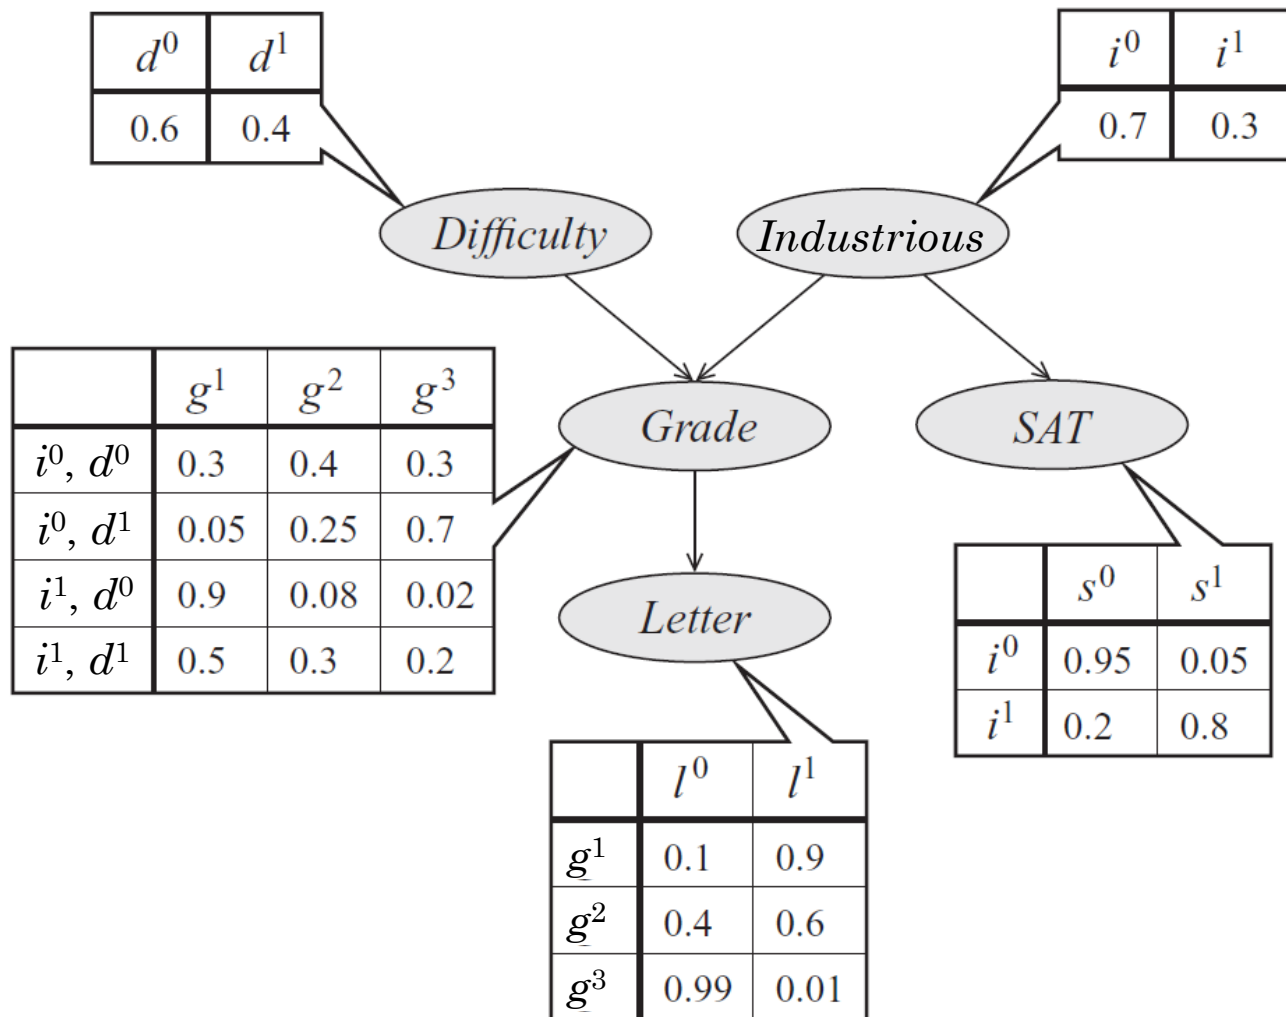 d⁰ d¹
0.6 0.4
i⁰ i¹
0.7 0.3
Difficulty
Industrious
g¹ g² g³
i⁰, d⁰ 0.3 0.4 0.3
i⁰, d¹ 0.05 0.25 0.7
i¹, d⁰ 0.9 0.08 0.02
i¹, d¹ 0.5 0.3 0.2
Grade
SAT
Letter
s⁰ s¹
i⁰ 0.95 0.05
i¹ 0.2 0.8
l⁰ l¹
g¹ 0.1 0.9
g² 0.4 0.6
g³ 0.99 0.01